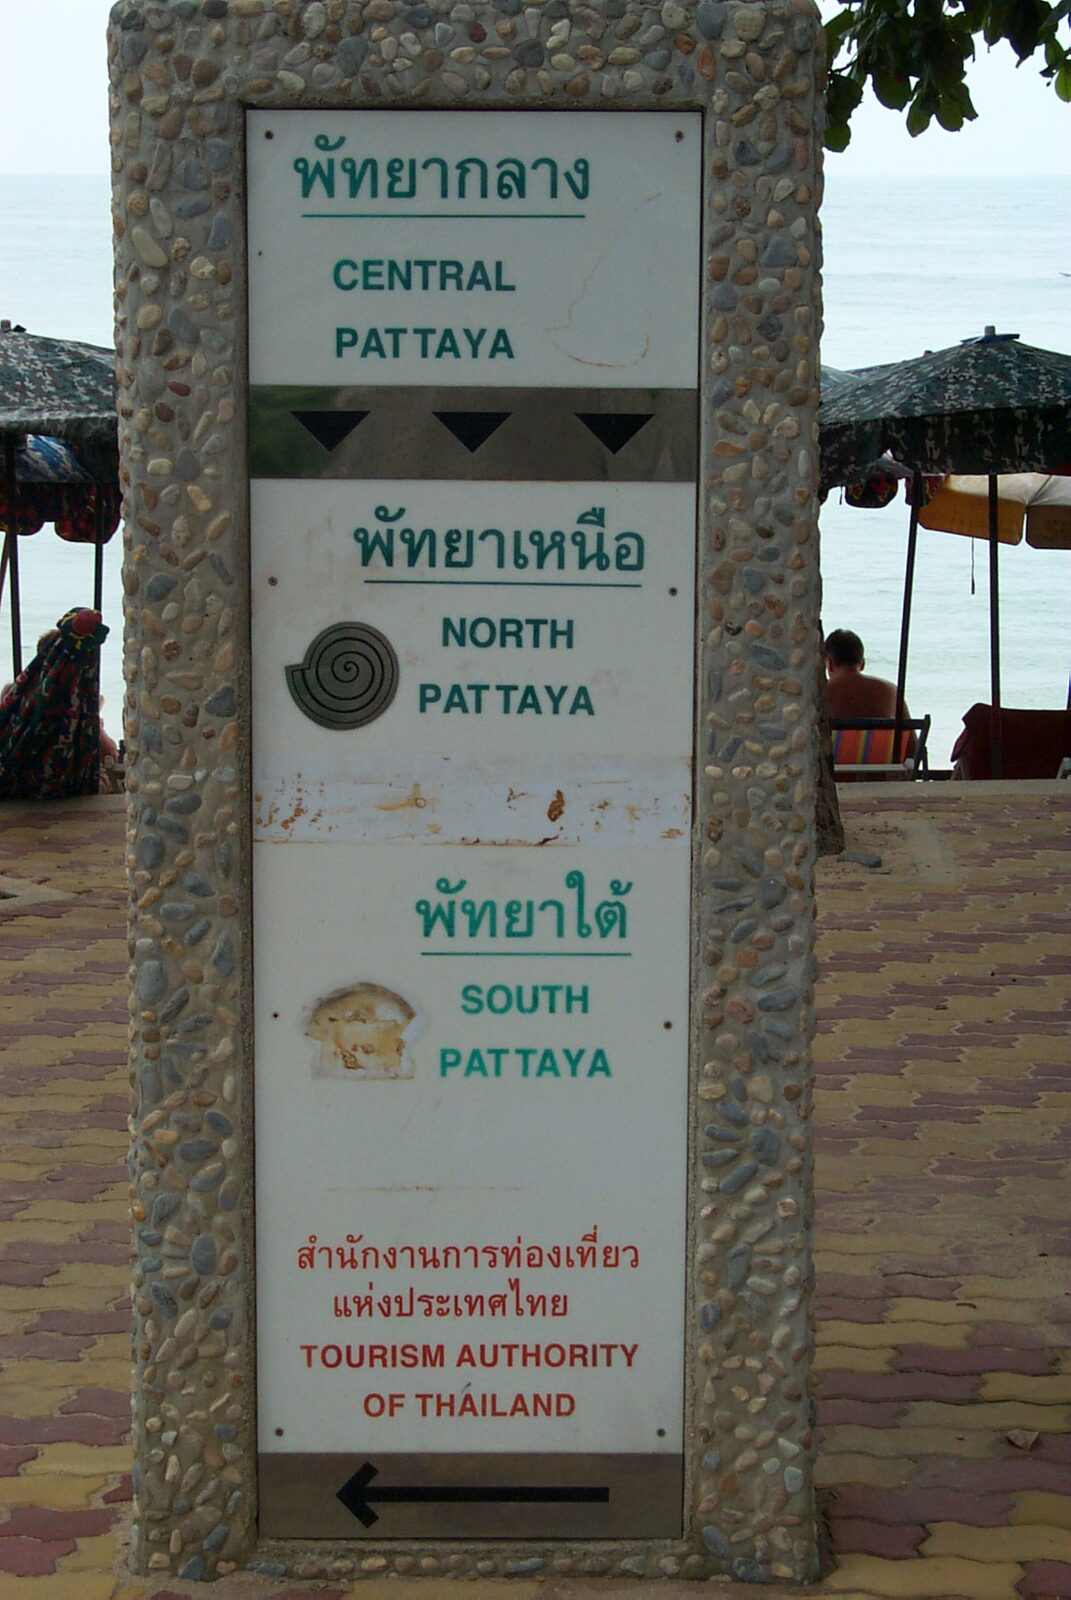 พัทยากลาง
CENTRAL
PATTAYA
พัทยาเหนือ
NORTH
PATTAYA
พัทยาใต้
SOUTH
PATTAYA
สำนักงานการท่องเที่ยว
แห่งประเทศไทย
TOURISM AUTHORITY
OF THAILAND